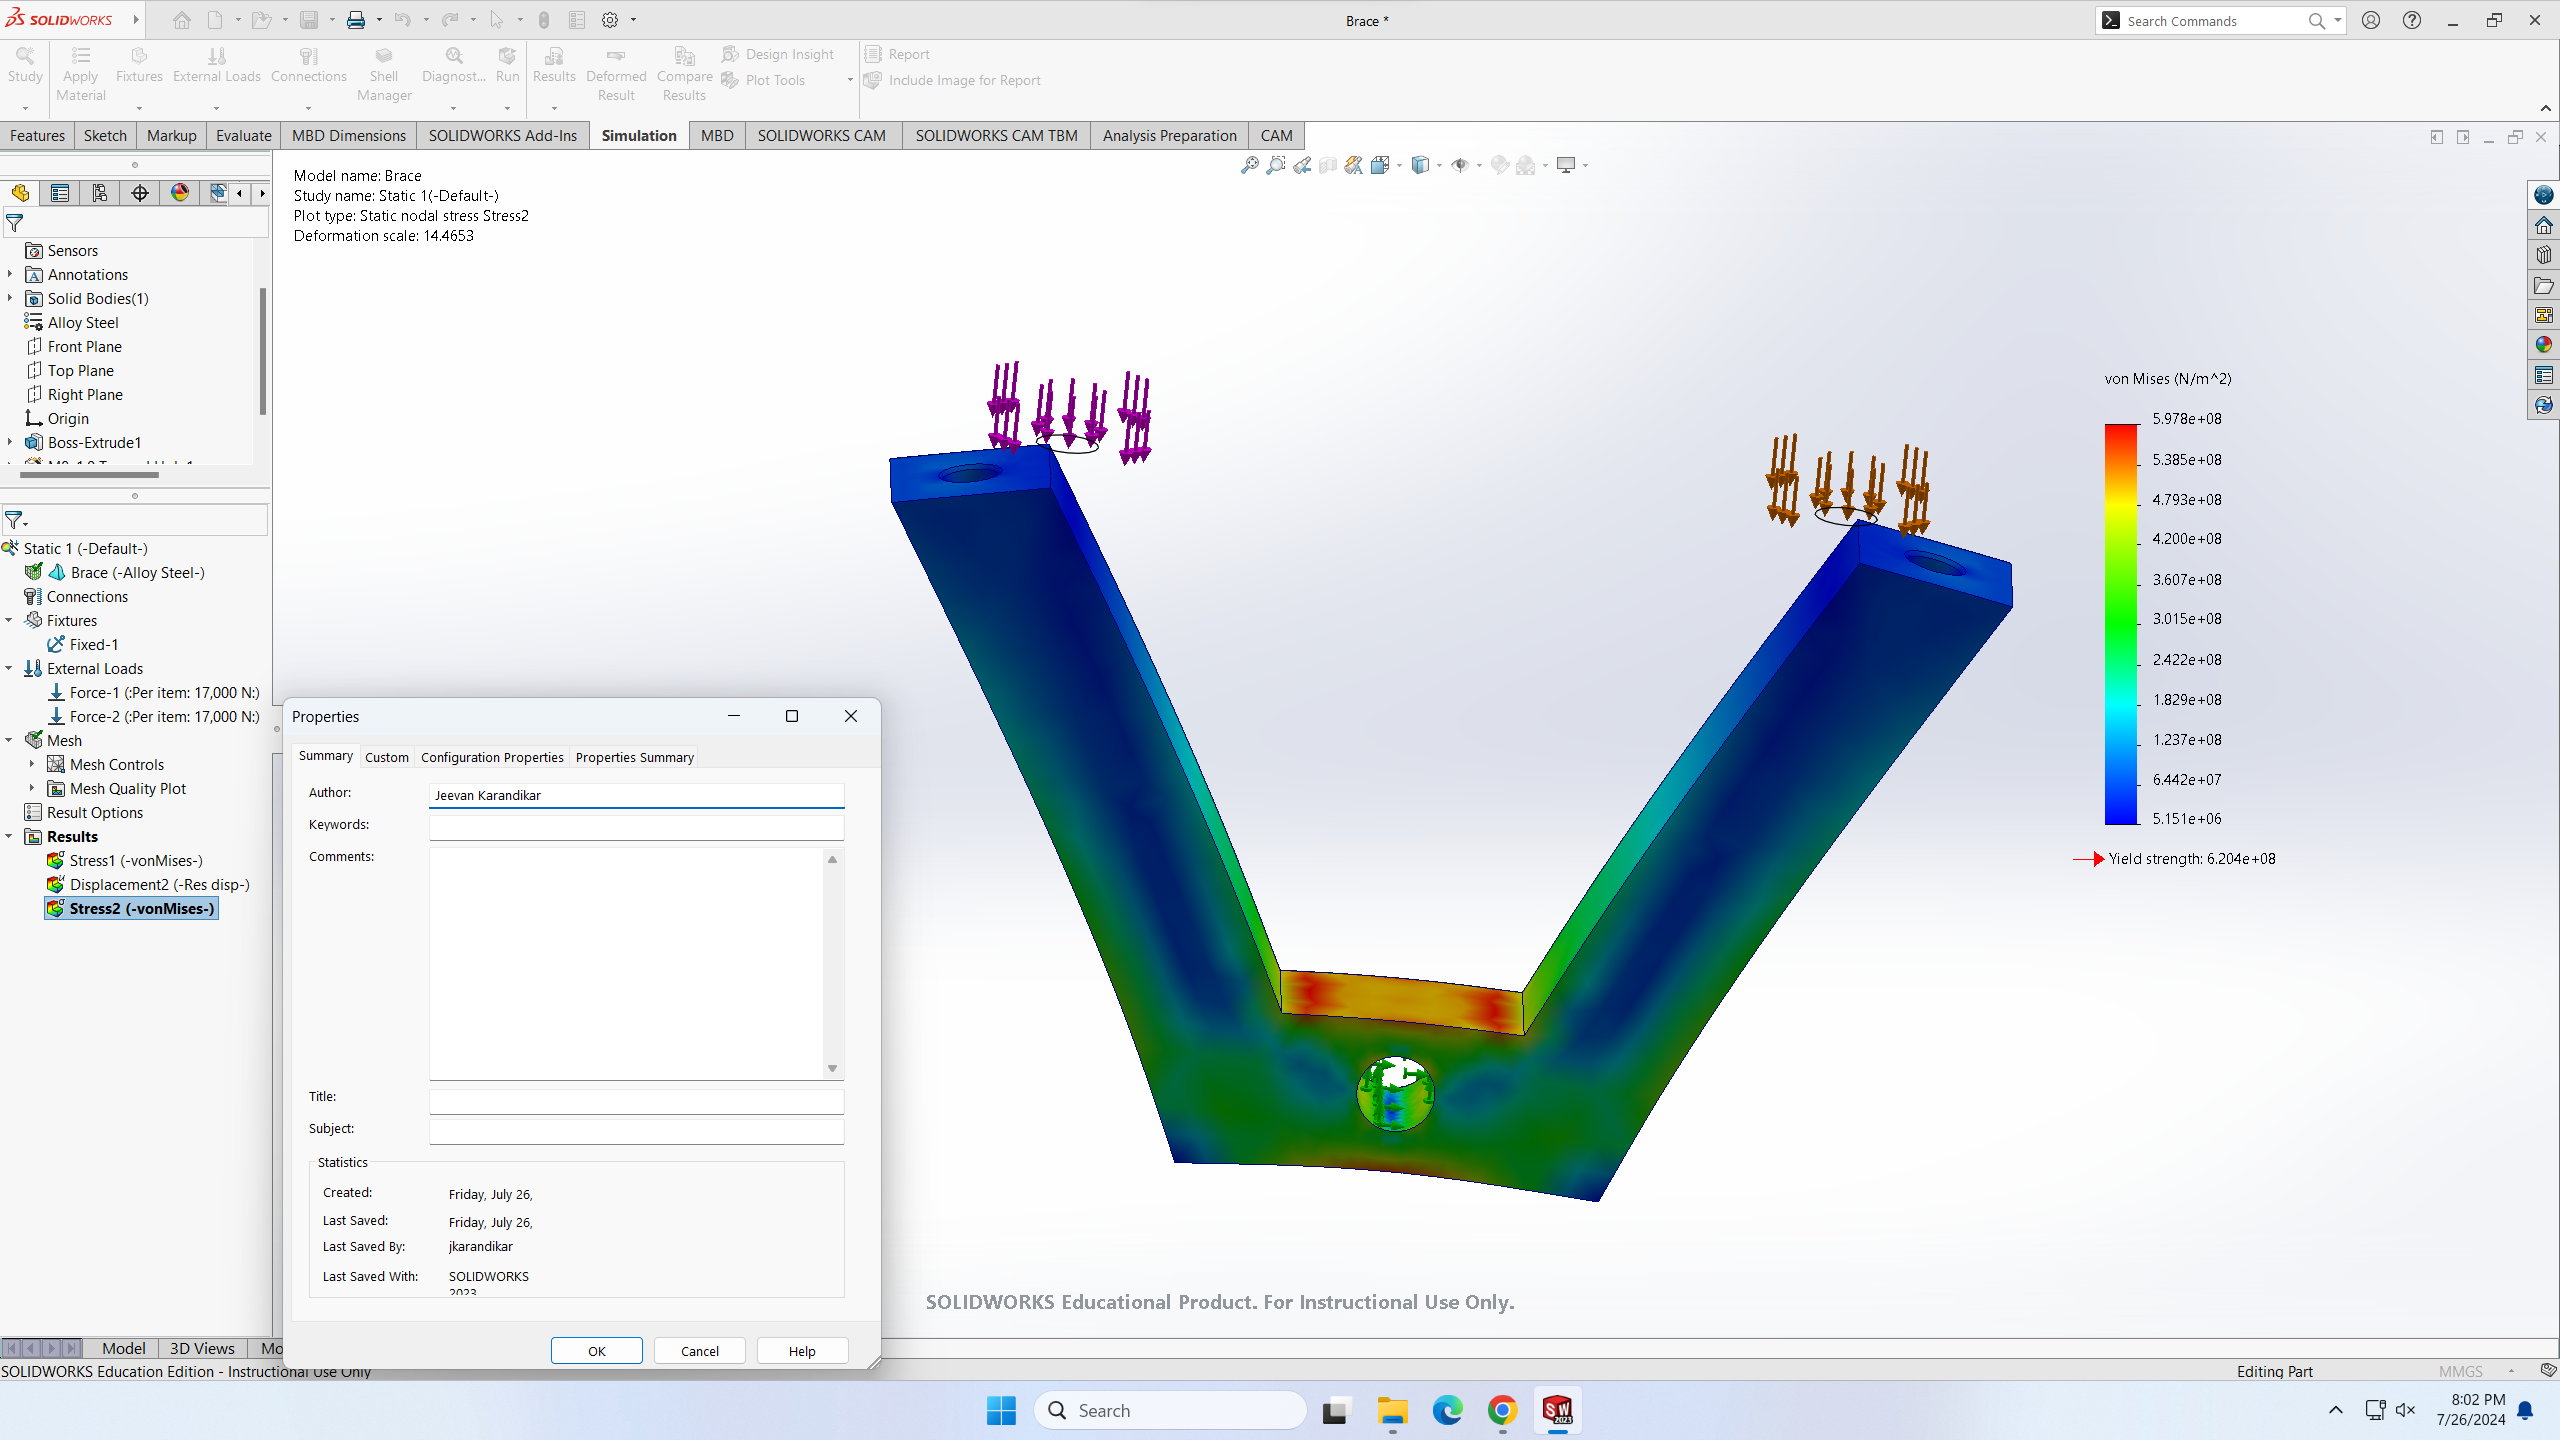 SOLIDWORKS
Brace *
Search Commands
Study
Apply Material
Fixtures
External Loads
Connections
Shell Manager
Diagnost...
Run
Results
Deformed Result
Compare Results
Design Insight
Plot Tools
Report
Include Image for Report
Features
Sketch
Markup
Evaluate
MBD Dimensions
SOLIDWORKS Add-Ins
Simulation
MBD
SOLIDWORKS CAM
SOLIDWORKS CAM TBM
Analysis Preparation
CAM
Sensors
Annotations
Solid Bodies(1)
Alloy Steel
Front Plane
Top Plane
Right Plane
Origin
Boss-Extrude1
Static 1 (-Default-)
Brace (-Alloy Steel-)
Connections
Fixtures
Fixed-1
External Loads
Force-1 (:Per item: 17,000 N:)
Force-2 (:Per item: 17,000 N:)
Mesh
Mesh Controls
Mesh Quality Plot
Result Options
Results
Stress1 (-vonMises-)
Displacement2 (-Res disp-)
Stress2 (-vonMises-)
Model name: Brace
Study name: Static 1(-Default-)
Plot type: Static nodal stress Stress2
Deformation scale: 14.4653
von Mises (N/m^2)
5.978e+08
5.385e+08
4.793e+08
4.200e+08
3.607e+08
3.015e+08
2.422e+08
1.829e+08
1.237e+08
6.442e+07
5.151e+06
Yield strength: 6.204e+08
Properties
Summary
Custom
Configuration Properties
Properties Summary
Author:
Jeevan Karandikar
Keywords:
Comments:
Title:
Subject:
Statistics
Created:
Friday, July 26,
Last Saved:
Friday, July 26,
Last Saved By:
jkarandikar
Last Saved With:
SOLIDWORKS
2023
OK
Cancel
Help
SOLIDWORKS Educational Product. For Instructional Use Only.
Model
3D Views
Mo
SOLIDWORKS Education Edition - Instructional Use Only
Editing Part
MMGS
Search
SW
2023
8:02 PM
7/26/2024